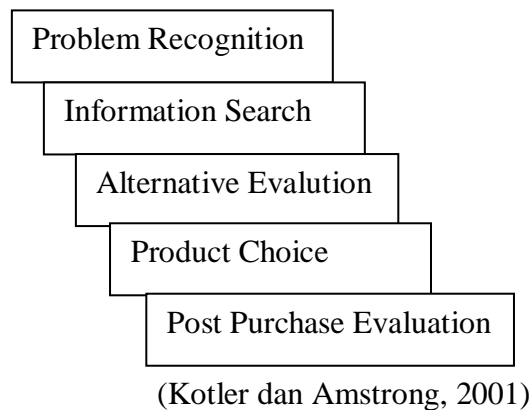 Problem Recognition
Information Search
Alternative Evalution
Product Choice
Post Purchase Evaluation
(Kotler dan Amstrong, 2001)